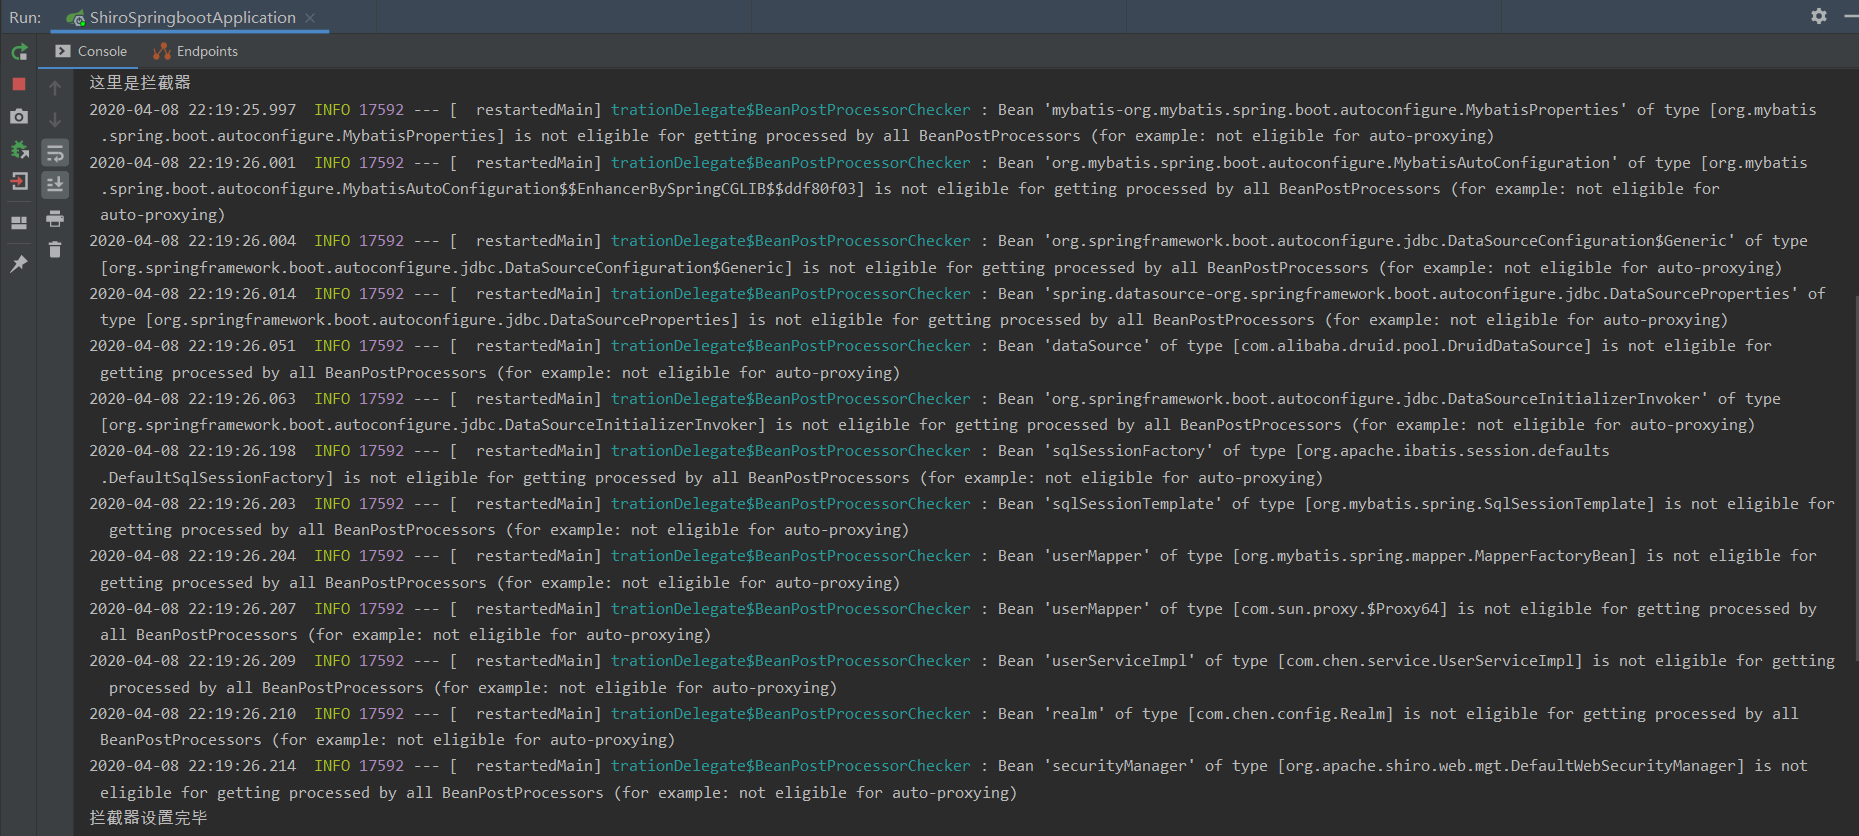 Run: ShiroSpringbootApplication
Console Endpoints
这里是拦截器
2020-04-08 22:19:25.997  INFO 17592 --- [  restartedMain] trationDelegate$BeanPostProcessorChecker : Bean 'mybatis-org.mybatis.spring.boot.autoconfigure.MybatisProperties' of type [org.mybatis
.spring.boot.autoconfigure.MybatisProperties] is not eligible for getting processed by all BeanPostProcessors (for example: not eligible for auto-proxying)
2020-04-08 22:19:26.001  INFO 17592 --- [  restartedMain] trationDelegate$BeanPostProcessorChecker : Bean 'org.mybatis.spring.boot.autoconfigure.MybatisAutoConfiguration' of type [org.mybatis
.spring.boot.autoconfigure.MybatisAutoConfiguration$$EnhancerBySpringCGLIB$$ddf80f03] is not eligible for getting processed by all BeanPostProcessors (for example: not eligible for
auto-proxying)
2020-04-08 22:19:26.004  INFO 17592 --- [  restartedMain] trationDelegate$BeanPostProcessorChecker : Bean 'org.springframework.boot.autoconfigure.jdbc.DataSourceConfiguration$Generic' of type
[org.springframework.boot.autoconfigure.jdbc.DataSourceConfiguration$Generic] is not eligible for getting processed by all BeanPostProcessors (for example: not eligible for auto-proxying)
2020-04-08 22:19:26.014  INFO 17592 --- [  restartedMain] trationDelegate$BeanPostProcessorChecker : Bean 'spring.datasource-org.springframework.boot.autoconfigure.jdbc.DataSourceProperties' of
type [org.springframework.boot.autoconfigure.jdbc.DataSourceProperties] is not eligible for getting processed by all BeanPostProcessors (for example: not eligible for auto-proxying)
2020-04-08 22:19:26.051  INFO 17592 --- [  restartedMain] trationDelegate$BeanPostProcessorChecker : Bean 'dataSource' of type [com.alibaba.druid.pool.DruidDataSource] is not eligible for
getting processed by all BeanPostProcessors (for example: not eligible for auto-proxying)
2020-04-08 22:19:26.063  INFO 17592 --- [  restartedMain] trationDelegate$BeanPostProcessorChecker : Bean 'org.springframework.boot.autoconfigure.jdbc.DataSourceInitializerInvoker' of type
[org.springframework.boot.autoconfigure.jdbc.DataSourceInitializerInvoker] is not eligible for getting processed by all BeanPostProcessors (for example: not eligible for auto-proxying)
2020-04-08 22:19:26.198  INFO 17592 --- [  restartedMain] trationDelegate$BeanPostProcessorChecker : Bean 'sqlSessionFactory' of type [org.apache.ibatis.session.defaults
.DefaultSqlSessionFactory] is not eligible for getting processed by all BeanPostProcessors (for example: not eligible for auto-proxying)
2020-04-08 22:19:26.203  INFO 17592 --- [  restartedMain] trationDelegate$BeanPostProcessorChecker : Bean 'sqlSessionTemplate' of type [org.mybatis.spring.SqlSessionTemplate] is not eligible for
getting processed by all BeanPostProcessors (for example: not eligible for auto-proxying)
2020-04-08 22:19:26.204  INFO 17592 --- [  restartedMain] trationDelegate$BeanPostProcessorChecker : Bean 'userMapper' of type [org.mybatis.spring.mapper.MapperFactoryBean] is not eligible for
getting processed by all BeanPostProcessors (for example: not eligible for auto-proxying)
2020-04-08 22:19:26.207  INFO 17592 --- [  restartedMain] trationDelegate$BeanPostProcessorChecker : Bean 'userMapper' of type [com.sun.proxy.$Proxy64] is not eligible for getting processed by
all BeanPostProcessors (for example: not eligible for auto-proxying)
2020-04-08 22:19:26.209  INFO 17592 --- [  restartedMain] trationDelegate$BeanPostProcessorChecker : Bean 'userServiceImpl' of type [com.chen.service.UserServiceImpl] is not eligible for getting
processed by all BeanPostProcessors (for example: not eligible for auto-proxying)
2020-04-08 22:19:26.210  INFO 17592 --- [  restartedMain] trationDelegate$BeanPostProcessorChecker : Bean 'realm' of type [com.chen.config.Realm] is not eligible for getting processed by all
BeanPostProcessors (for example: not eligible for auto-proxying)
2020-04-08 22:19:26.214  INFO 17592 --- [  restartedMain] trationDelegate$BeanPostProcessorChecker : Bean 'securityManager' of type [org.apache.shiro.web.mgt.DefaultWebSecurityManager] is not
eligible for getting processed by all BeanPostProcessors (for example: not eligible for auto-proxying)
拦截器设置完毕